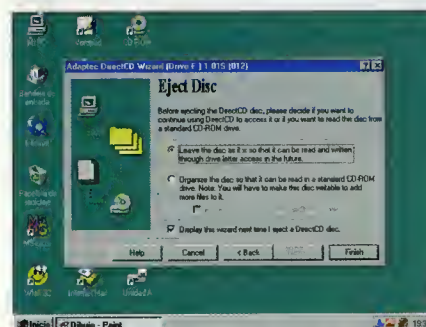 Adaptec DirectCD Wizard (Drive F:) 1.015 (012)
Eject Disc
Before ejecting the DirectCD disc, please decide if you want to
continue using DirectCD to access it or if you want to read the disc from
a standard CD-ROM drive.
Leave the disc as it is so that it can be read and written
through drive letter access in the future.
Organize the disc so that it can be read in a standard CD-ROM
drive. Note: You will have to make this disc writable to add
more files to it.
Display this wizard next time I eject a DirectCD disc.
Help
Cancel
< Back
Finish
Inicio
Dibujo - Paint